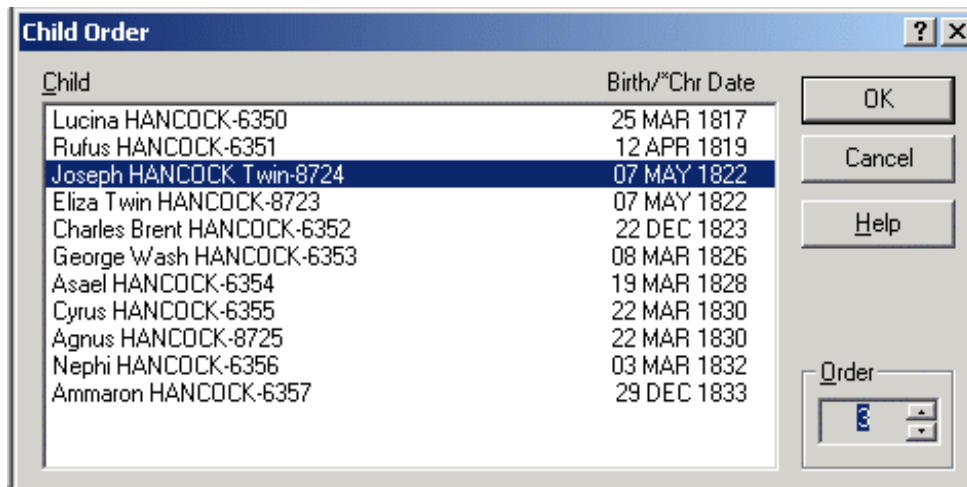 Child Order
Child Birth/*Chr Date
Lucina HANCOCK-6350 25 MAR 1817
Rufus HANCOCK-6351 12 APR 1819
Joseph HANCOCK Twin-8724 07 MAY 1822
Eliza Twin HANCOCK-8723 07 MAY 1822
Charles Brent HANCOCK-6352 22 DEC 1823
George Wash HANCOCK-6353 08 MAR 1826
Asael HANCOCK-6354 19 MAR 1828
Cyrus HANCOCK-6355 22 MAR 1830
Agnus HANCOCK-8725 22 MAR 1830
Nephi HANCOCK-6356 03 MAR 1832
Ammaron HANCOCK-6357 29 DEC 1833
OK
Cancel
Help
Order
3